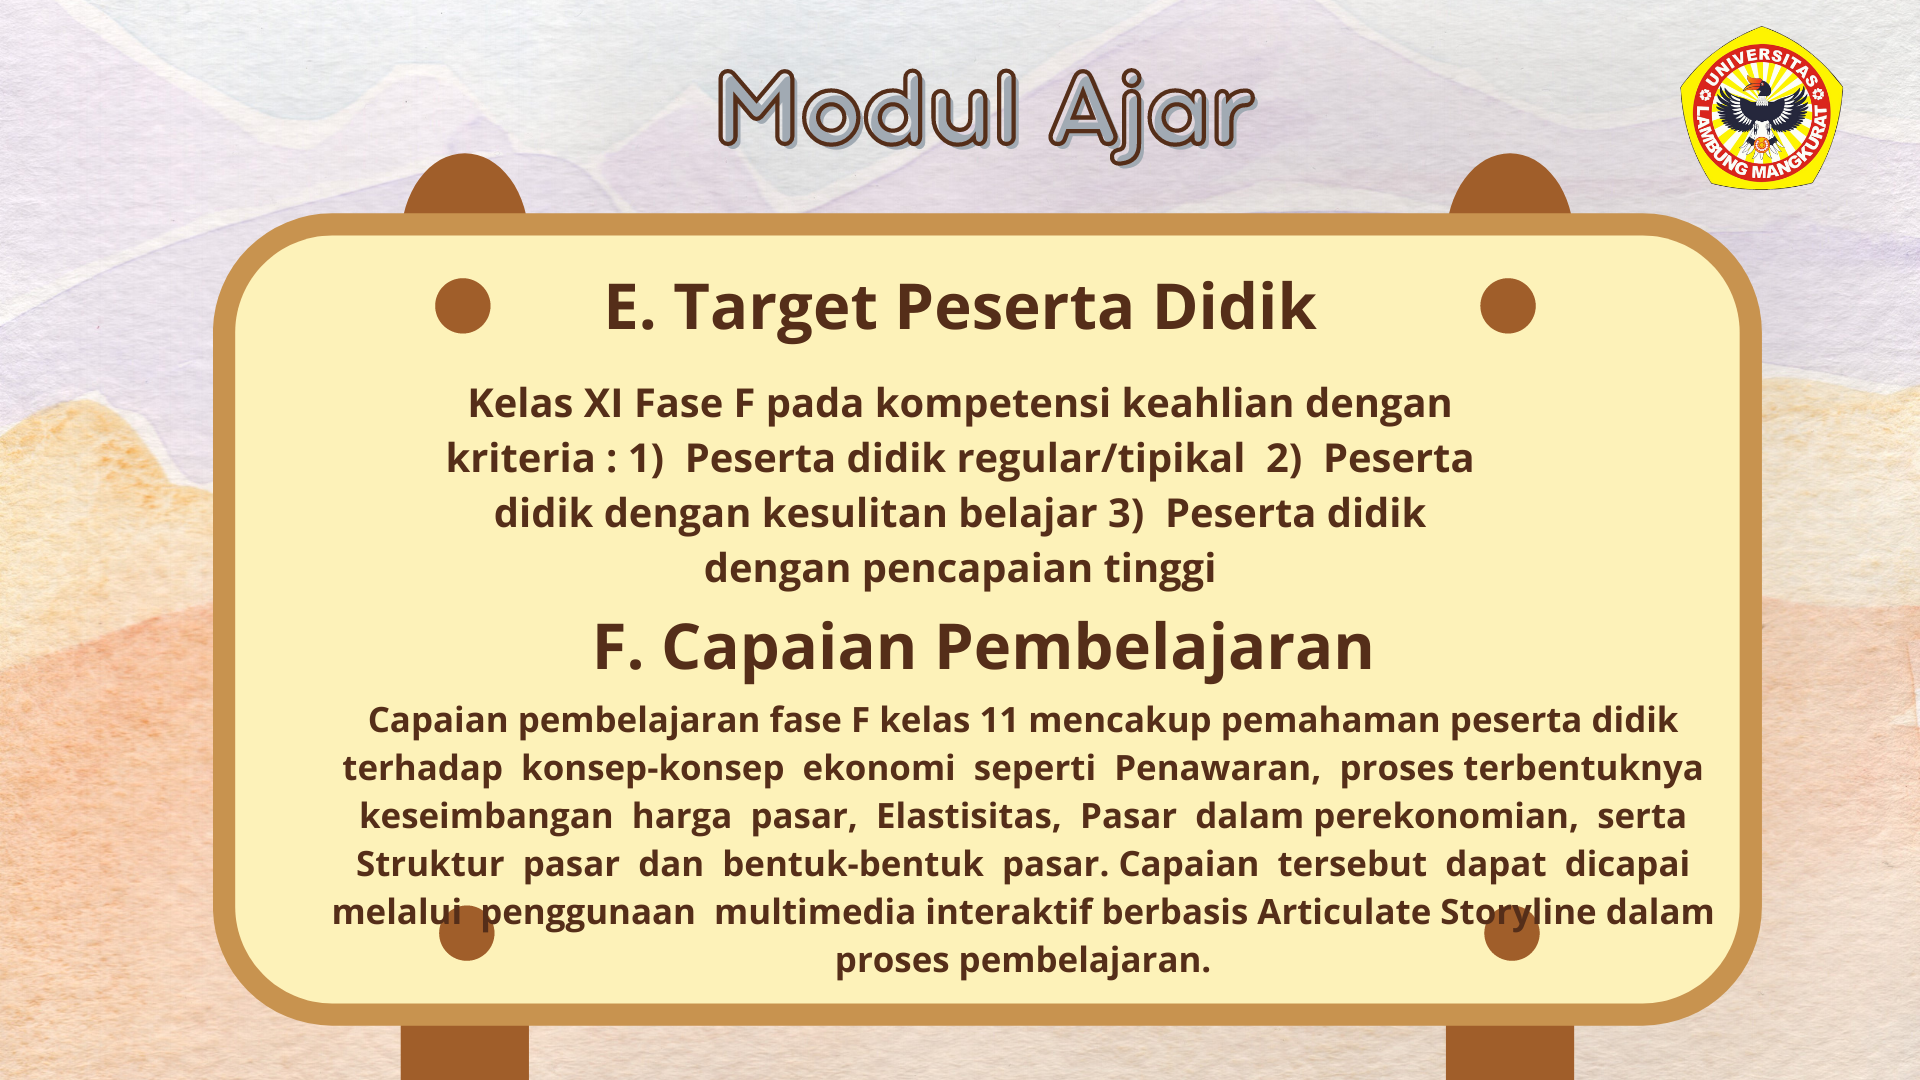 Modul Ajar
UNIVERSITAS
LAMBUNG MANGKURAT
E. Target Peserta Didik
Kelas XI Fase F pada kompetensi keahlian dengan
kriteria : 1)  Peserta didik regular/tipikal  2)  Peserta
didik dengan kesulitan belajar 3)  Peserta didik
dengan pencapaian tinggi
F. Capaian Pembelajaran
Capaian pembelajaran fase F kelas 11 mencakup pemahaman peserta didik
terhadap  konsep-konsep  ekonomi  seperti  Penawaran,  proses terbentuknya
keseimbangan  harga  pasar,  Elastisitas,  Pasar  dalam perekonomian,  serta
Struktur  pasar  dan  bentuk-bentuk  pasar. Capaian  tersebut  dapat  dicapai
melalui  penggunaan  multimedia interaktif berbasis Articulate Storyline dalam
proses pembelajaran.